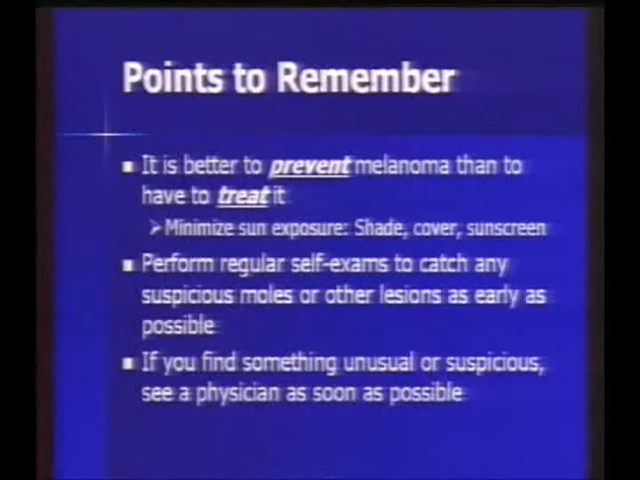 Points to Remember
It is better to prevent melanoma than to
have to treat it
Minimize sun exposure: Shade, cover, sunscreen
Perform regular self-exams to catch any
suspicious moles or other lesions as early as
possible
If you find something unusual or suspicious,
see a physician as soon as possible